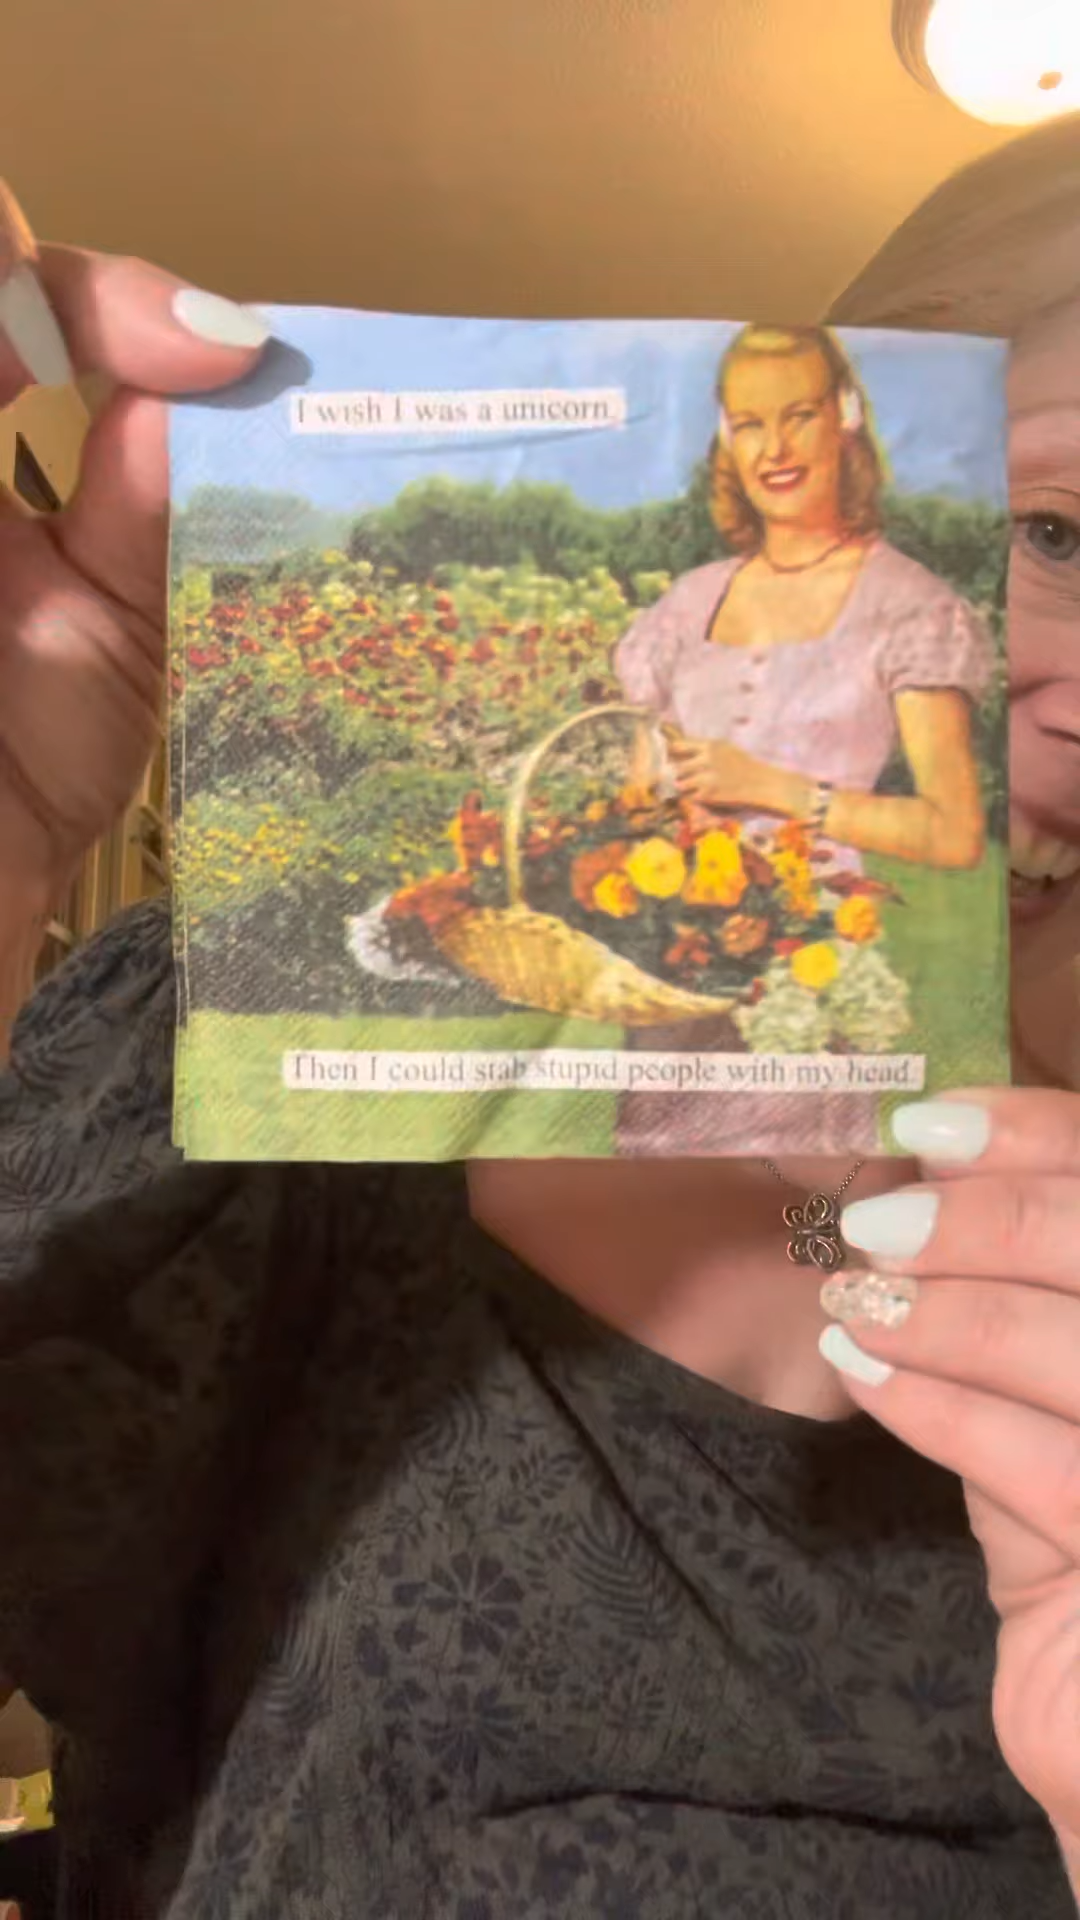 I wish I was a unicorn.
Then I could stab stupid people with my head.